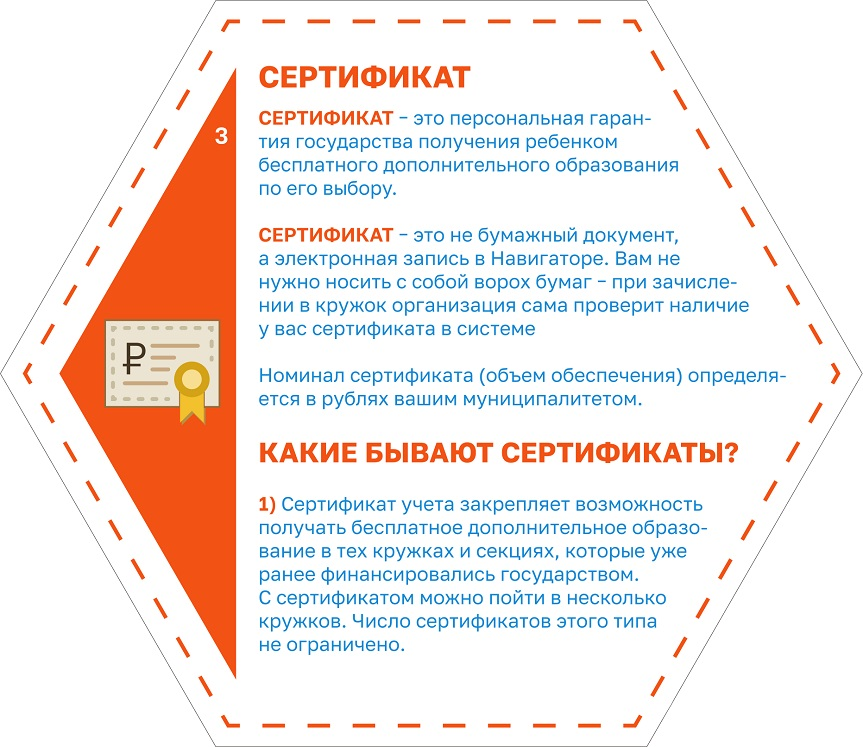 СЕРТИФИКАТ
3
СЕРТИФИКАТ – это персональная гаран-
тия государства получения ребенком
бесплатного дополнительного образования
по его выбору.
СЕРТИФИКАТ – это не бумажный документ,
а электронная запись в Навигаторе. Вам не
нужно носить с собой ворох бумаг – при зачисле-
нии в кружок организация сама проверит наличие
у вас сертификата в системе
₽
Номинал сертификата (объем обеспечения) определя-
ется в рублях вашим муниципалитетом.
КАКИЕ БЫВАЮТ СЕРТИФИКАТЫ?
1) Сертификат учета закрепляет возможность
получать бесплатное дополнительное образо-
вание в тех кружках и секциях, которые уже
ранее финансировались государством.
С сертификатом можно пойти в несколько
кружков. Число сертификатов этого типа
не ограничено.